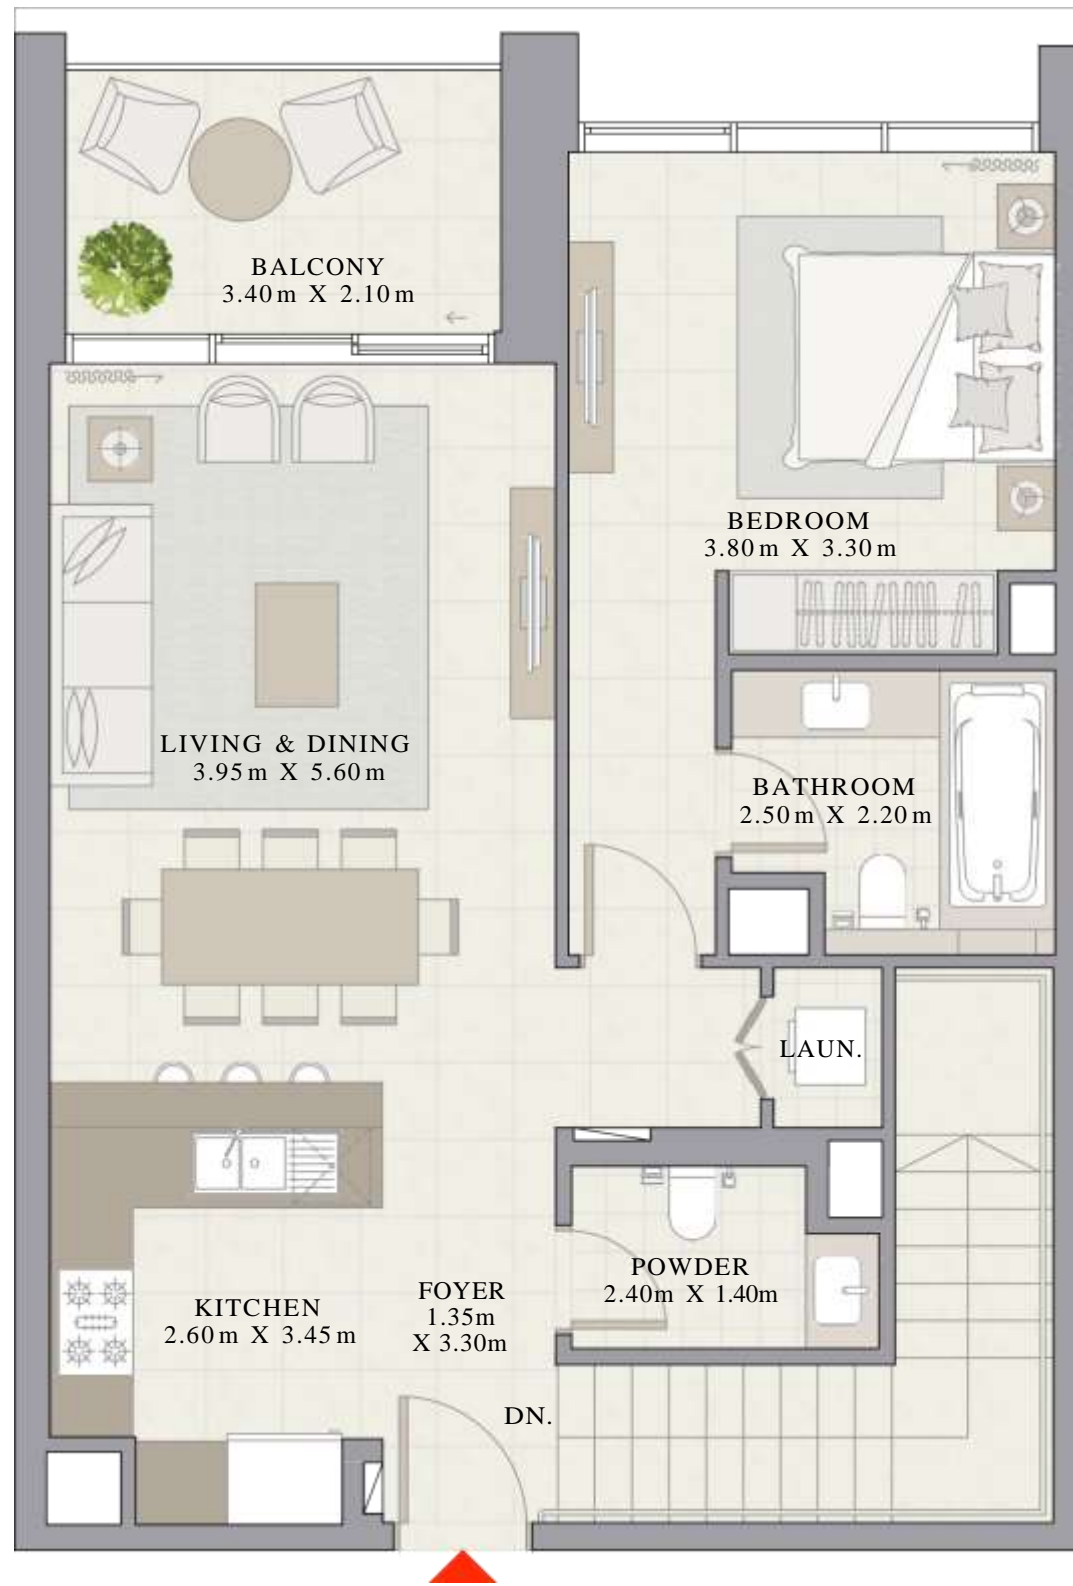 BALCONY
3.40m X 2.10m
BEDROOM
3.80m X 3.30m
LIVING & DINING
3.95m X 5.60m
BATHROOM
2.50m X 2.20m
LAUN.
POWDER
2.40m X 1.40m
FOYER
1.35m
X 3.30m
KITCHEN
2.60m X 3.45m
DN.